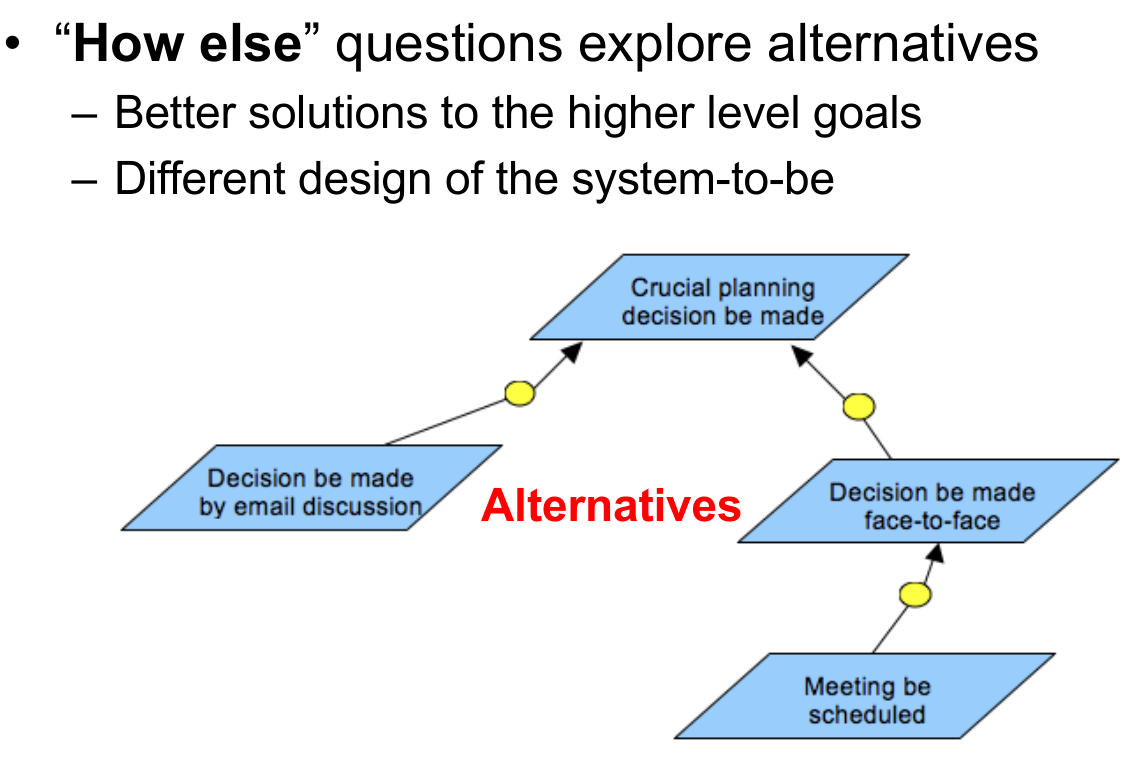 • “How else” questions explore alternatives
– Better solutions to the higher level goals
– Different design of the system-to-be
Crucial planning
decision be made
Decision be made
by email discussion
Alternatives
Decision be made
face-to-face
Meeting be
scheduled